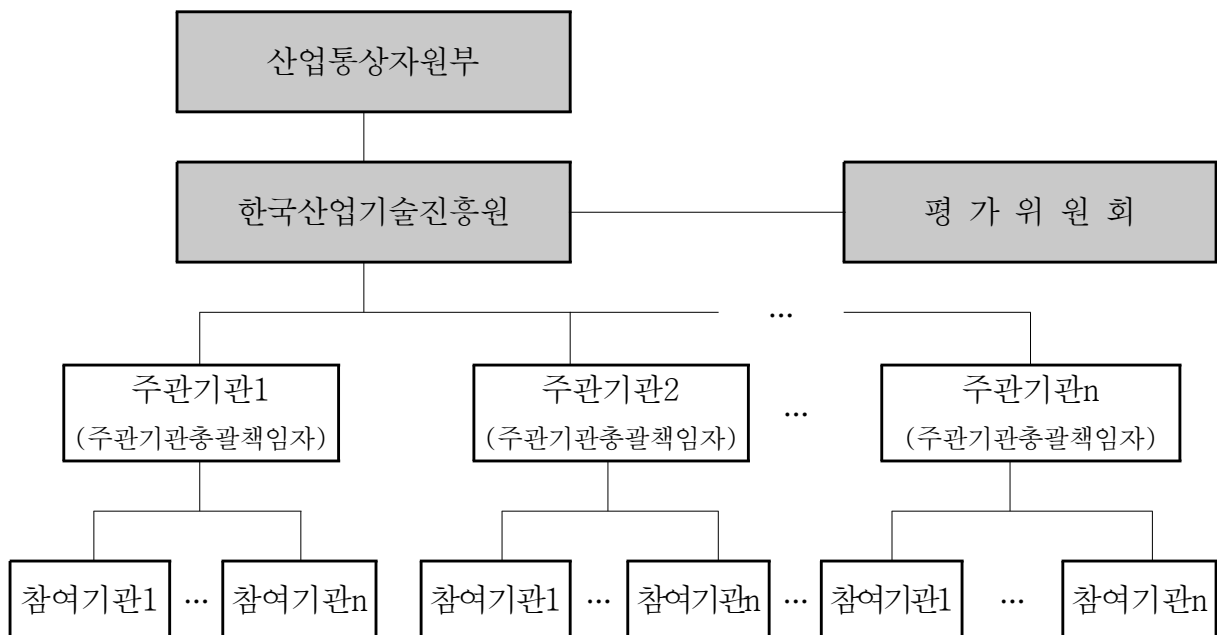 산업통상자원부
한국산업기술진흥원
평 가 위 원 회
...
주관기관1
(주관기관총괄책임자)
주관기관2
(주관기관총괄책임자)
...
주관기관n
(주관기관총괄책임자)
참여기관1 ... 참여기관n
참여기관1 ... 참여기관n ... 참여기관1 ... 참여기관n